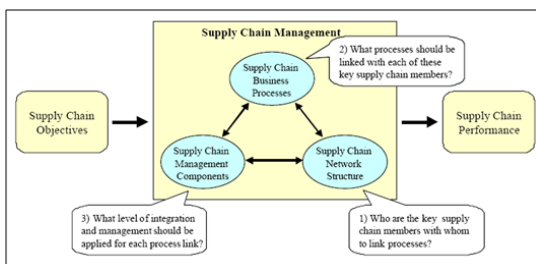 Supply Chain Management
2) What processes should be
linked with each of these
key supply chain members?
Supply Chain
Business
Processes
Supply Chain
Objectives
Supply Chain
Performance
Supply Chain
Management
Components
Supply Chain
Network
Structure
3) What level of integration
and management should be
applied for each process link?
1) Who are the key supply
chain members with whom
to link processes?